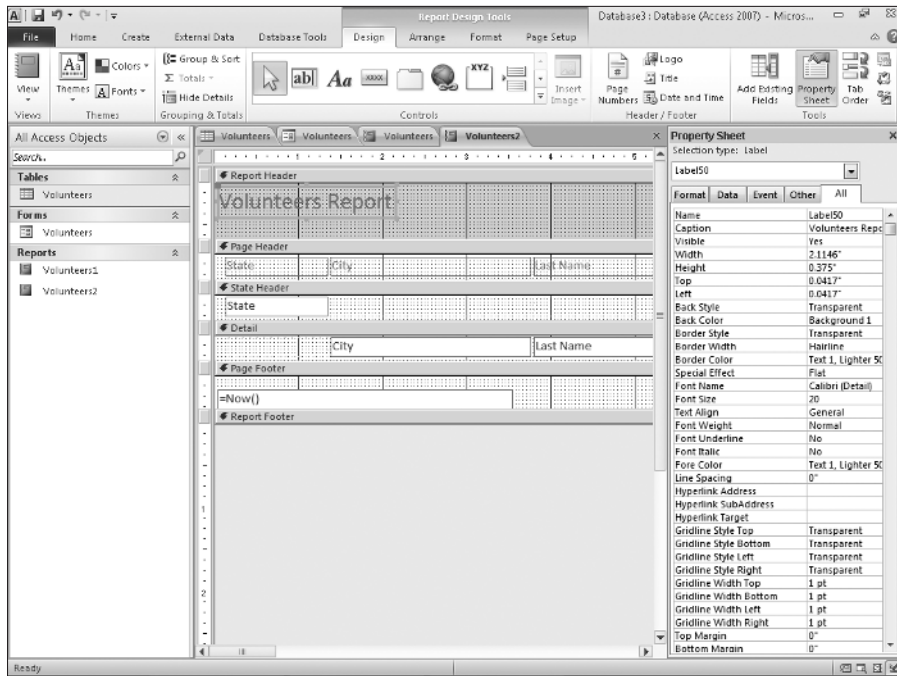 Report Design Tools
Database3 : Database (Access 2007) - Micros...
File Home Create External Data Database Tools Design Arrange Format Page Setup
View
Views
Themes
Colors
Fonts
Themes
Group & Sort
Totals
Hide Details
Grouping & Totals
ab|
Aa
xxxx
XYZ
Controls
Insert Image
Page Numbers
Logo
Title
Date and Time
Header / Footer
Add Existing Fields
Property Sheet
Tab Order
Tools
All Access Objects
Search..
Tables
Volunteers
Forms
Volunteers
Reports
Volunteers1
Volunteers2
Volunteers Volunteers Volunteers Volunteers2
1 2 3 4 5
Report Header
Volunteers Report
Page Header
State City Last Name
State Header
State
Detail
City Last Name
Page Footer
=Now()
Report Footer
1
2
Property Sheet
Selection type: Label
Label50
Format Data Event Other All
Name Label50
Caption Volunteers Repo
Visible Yes
Width 2.1146"
Height 0.375"
Top 0.0417"
Left 0.0417"
Back Style Transparent
Back Color Background 1
Border Style Transparent
Border Width Hairline
Border Color Text 1, Lighter 50
Special Effect Flat
Font Name Calibri (Detail)
Font Size 20
Text Align General
Font Weight Normal
Font Underline No
Font Italic No
Fore Color Text 1, Lighter 50
Line Spacing 0"
Hyperlink Address
Hyperlink SubAddress
Hyperlink Target
Gridline Style Top Transparent
Gridline Style Bottom Transparent
Gridline Style Left Transparent
Gridline Style Right Transparent
Gridline Width Top 1 pt
Gridline Width Bottom 1 pt
Gridline Width Left 1 pt
Gridline Width Right 1 pt
Top Margin 0"
Bottom Margin 0"
Ready